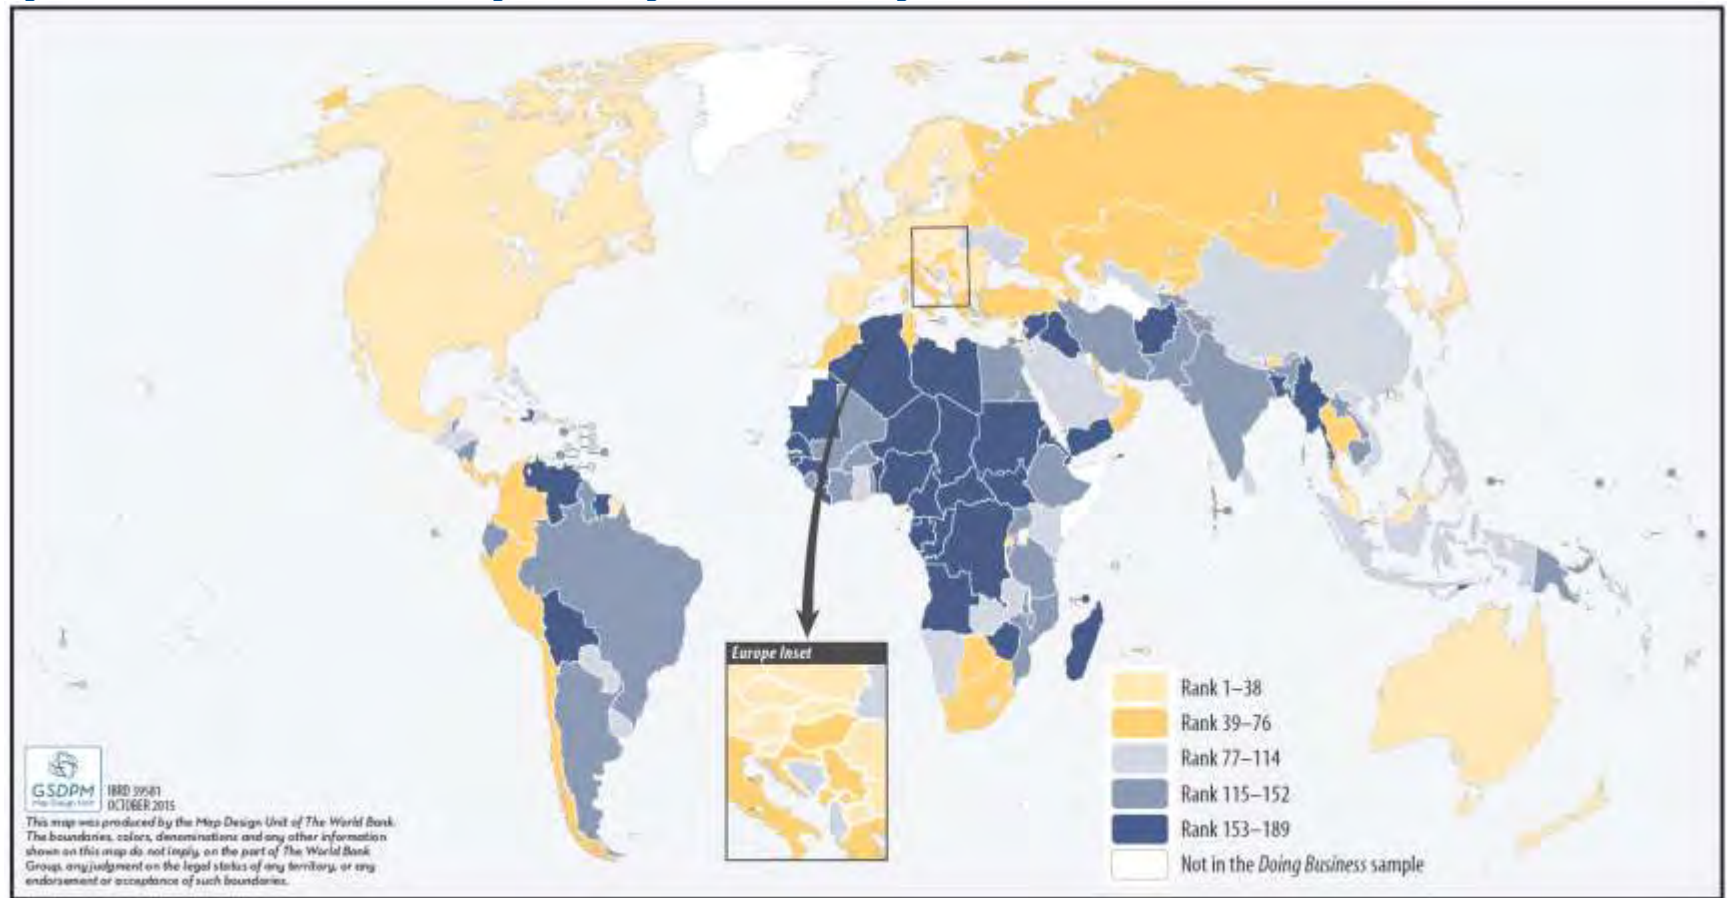 Europe Inset
Rank 1–38
Rank 39–76
Rank 77–114
Rank 115–152
Rank 153–189
Not in the Doing Business sample
GSDPM
Map Design Unit
IBRD 39581
OCTOBER 2015
This map was produced by the Map Design Unit of The World Bank.
The boundaries, colors, denominations and any other information
shown on this map do not imply, on the part of The World Bank
Group, any judgment on the legal status of any territory, or any
endorsement or acceptance of such boundaries.